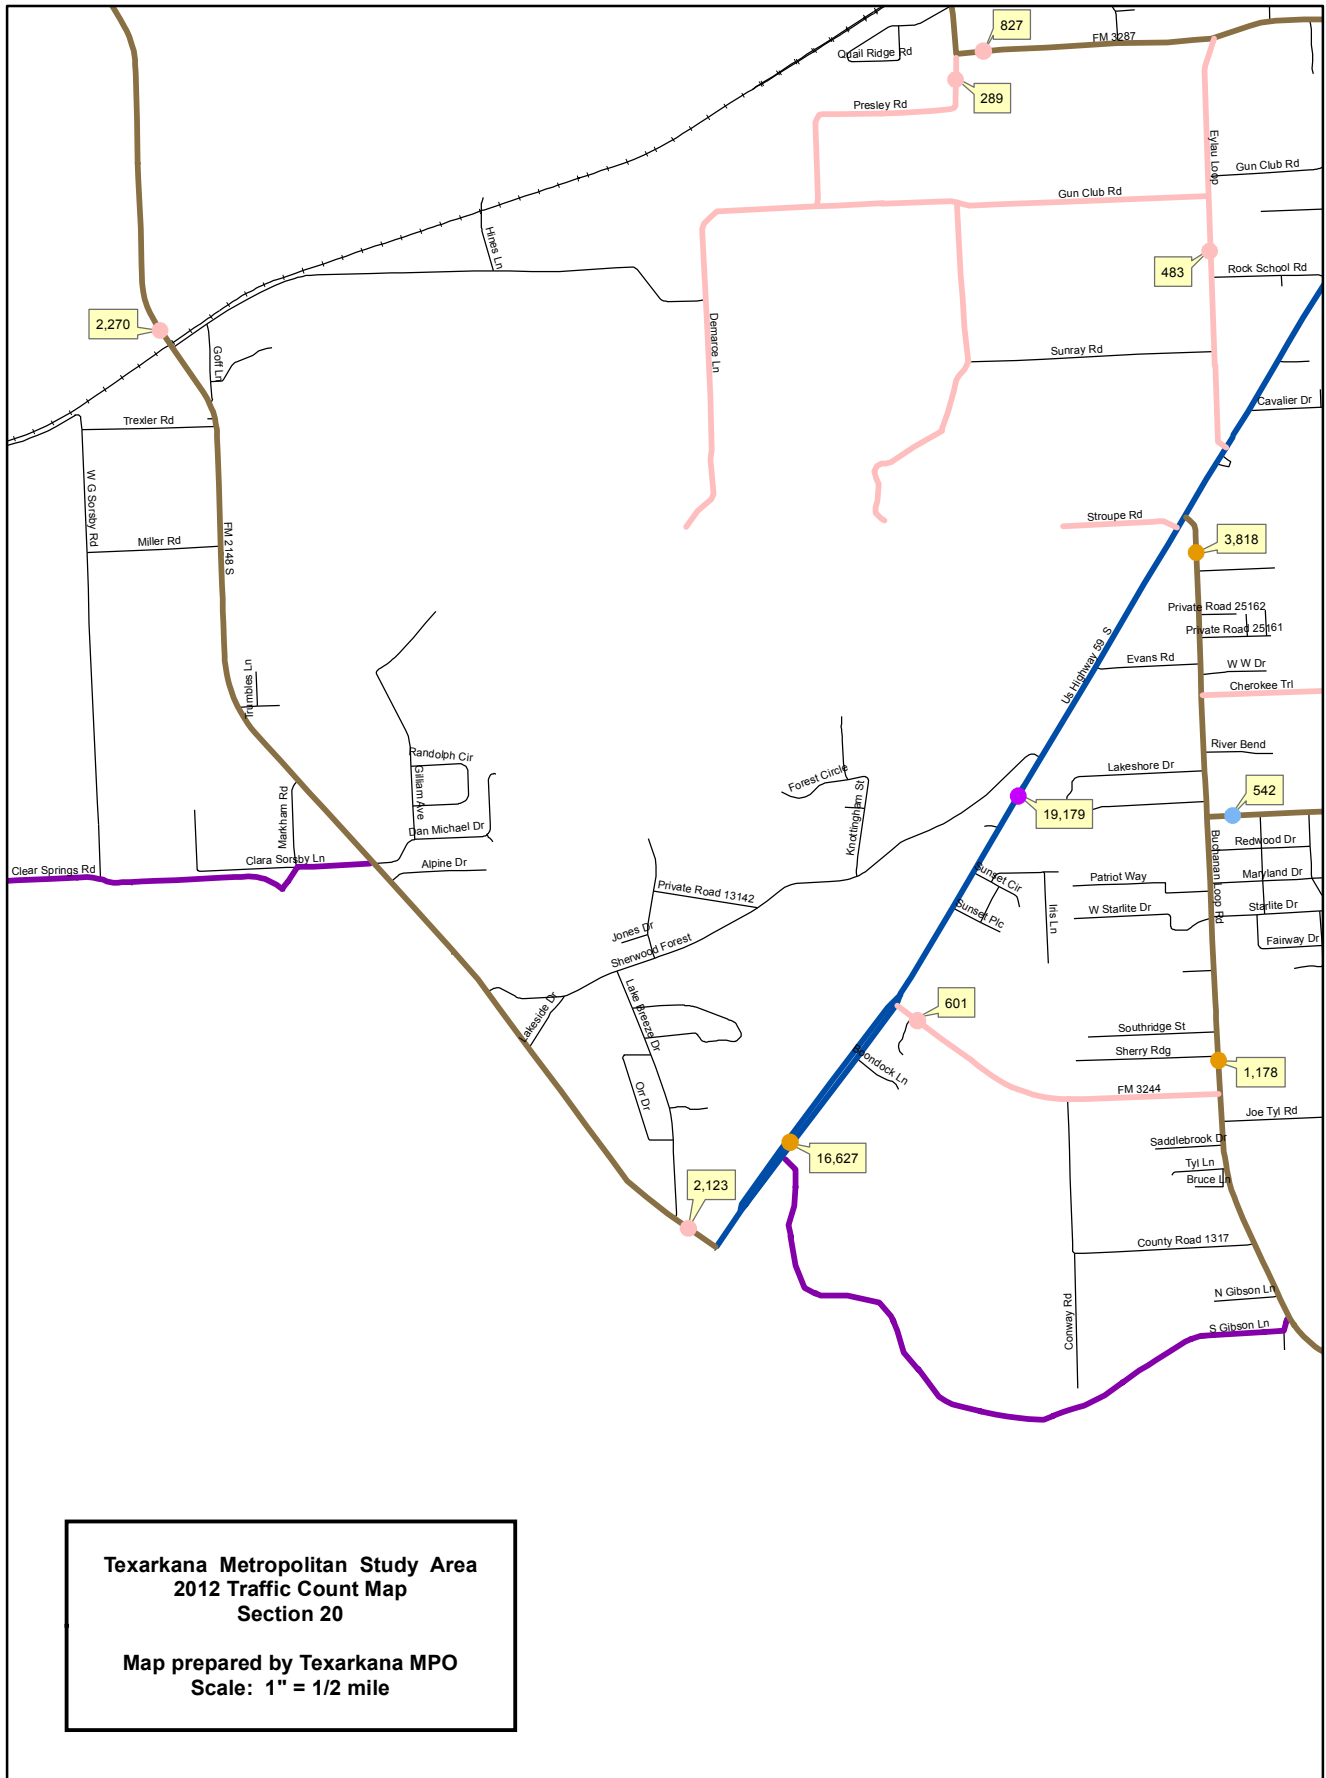 827
Quail Ridge Rd
FM 3287
289
Presley Rd
Eylau Loop
Gun Club Rd
Gun Club Rd
Hines Ln
483
Rock School Rd
2,270
Demaroe Ln
Goff Ln
Sunray Rd
Cavalier Dr
Trexler Rd
W G Sorsby Rd
Stroupe Rd
FM 2148 S
Miller Rd
3,818
Private Road 25162
Private Road 25161
Us Highway 59 S
Evans Rd
W W Dr
Trumbles Ln
Cherokee Trl
Randolph Cir
River Bend
Gilliam Ave
Forest Circle
Lakeshore Dr
Knottingham St
Markham Rd
542
19,179
Dan Michael Dr
Buchanan Loop Rd
Redwood Dr
Clara Sorsby Ln
Alpine Dr
Clear Springs Rd
Sunset Cir
Patriot Way
Maryland Dr
Private Road 13142
Iris Ln
W Starlite Dr
Starlite Dr
Sunset Plc
Jones Dr
Fairway Dr
Sherwood Forest
Lakeside Dr
Lake Breeze Dr
601
Southridge St
Sherry Rdg
Boondock Ln
1,178
Orr Dr
FM 3244
Joe Tyl Rd
Saddlebrook Dr
16,627
Tyl Ln
Bruce Ln
2,123
County Road 1317
Conway Rd
N Gibson Ln
S Gibson Ln
Texarkana Metropolitan Study Area
2012 Traffic Count Map
Section 20
Map prepared by Texarkana MPO
Scale: 1" = 1/2 mile